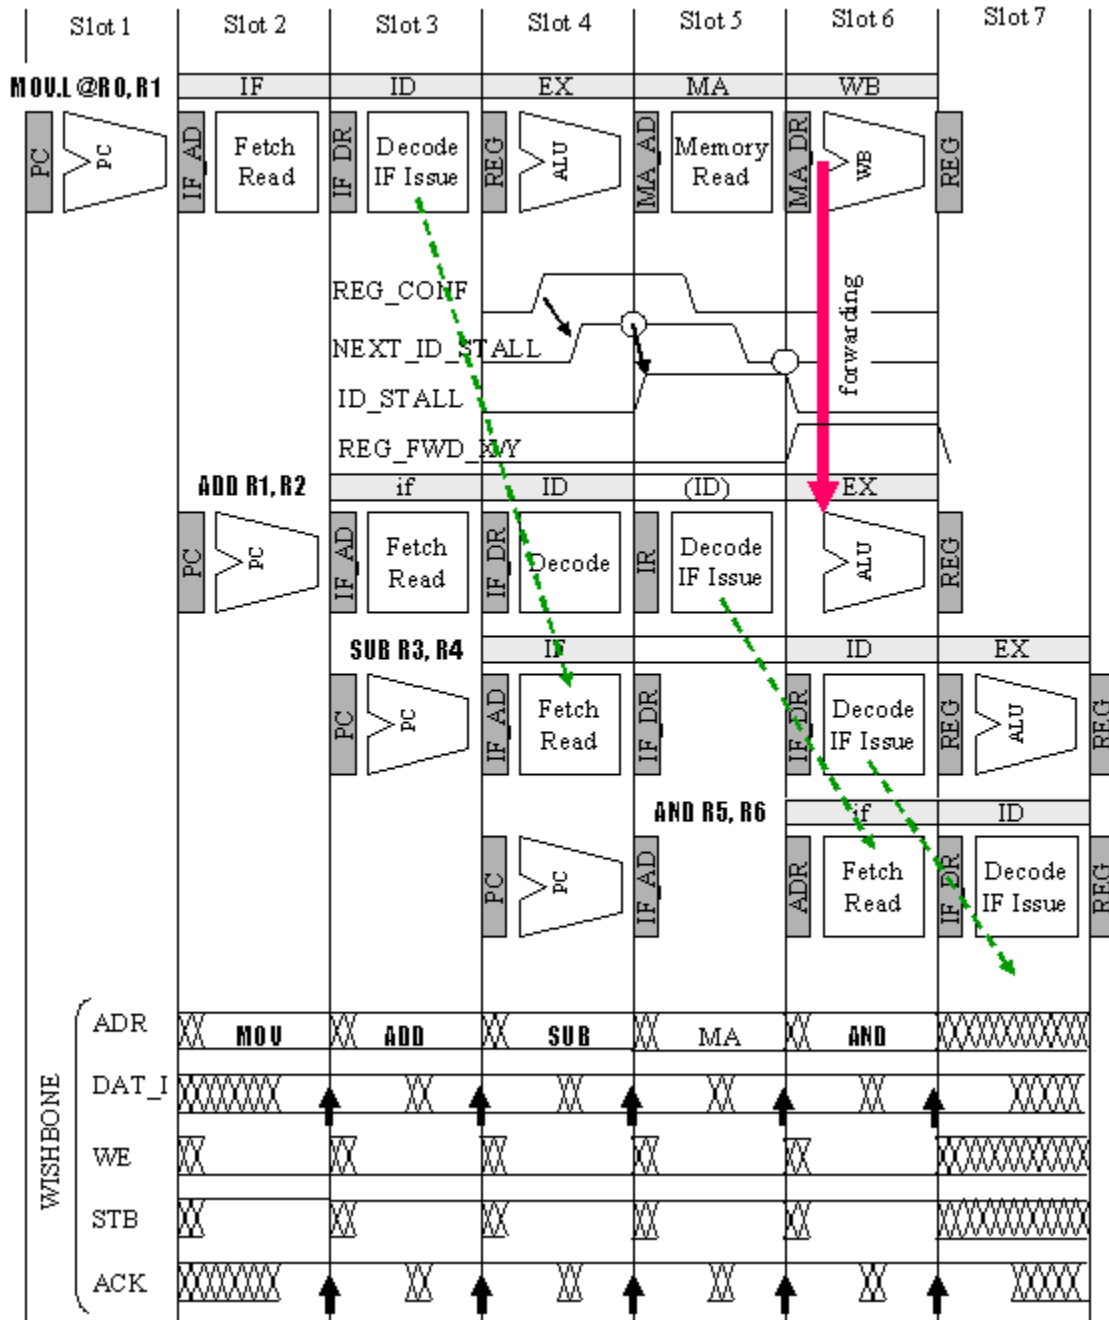 Slot 1 Slot 2 Slot 3 Slot 4 Slot 5 Slot 6 Slot 7
MOV.L @R0, R1 IF ID EX MA WB
PC PC IF_AD Fetch Read IF_DR Decode IF Issue REG ALU MA_AD Memory Read MA_DR WB REG
REG_CONF
NEXT_ID_STALL
ID_STALL
REG_FWD_X/Y
forwarding
ADD R1, R2 if ID (ID) EX
PC PC IF_AD Fetch Read IF_DR Decode IR Decode IF Issue ALU REG
SUB R3, R4 IF ID EX
PC PC IF_AD Fetch Read IF_DR IF_DR Decode IF Issue REG ALU REG
AND R5, R6 if ID
PC PC IF_AD ADR Fetch Read IF_DR Decode IF Issue REG
WISHBONE
ADR MOV ADD SUB MA AND
DAT_I
WE
STB
ACK